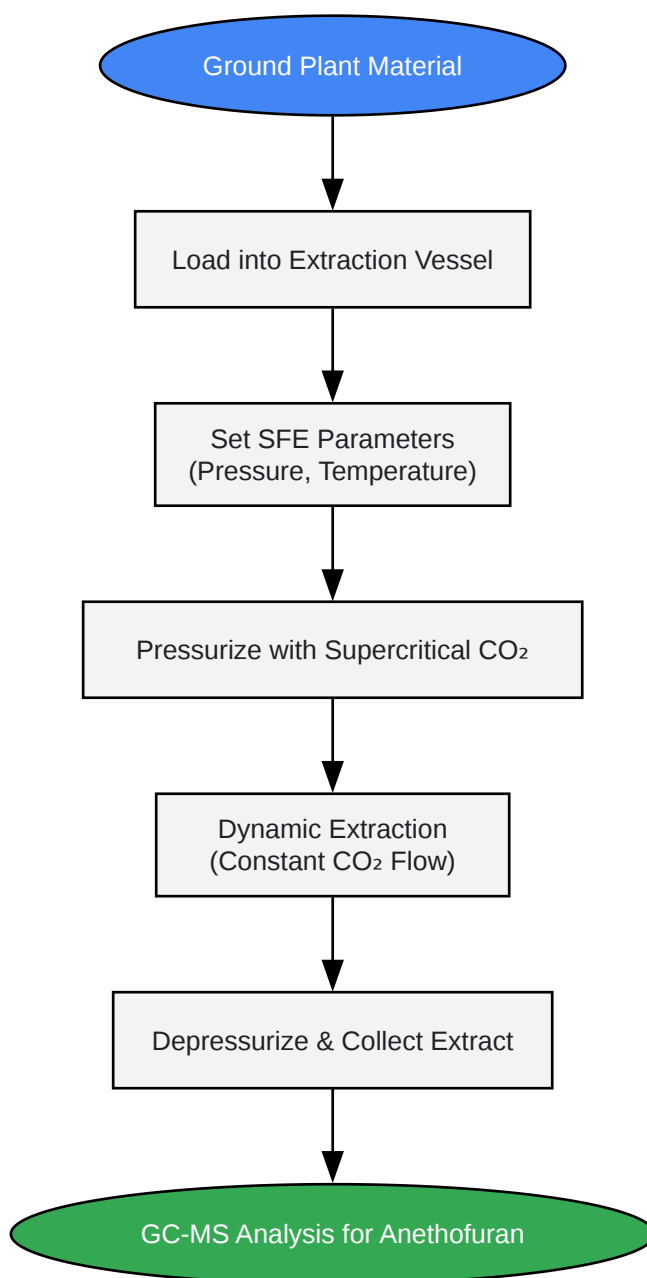 Ground Plant Material
Load into Extraction Vessel
Set SFE Parameters
(Pressure, Temperature)
Pressurize with Supercritical CO₂
Dynamic Extraction
(Constant CO₂ Flow)
Depressurize & Collect Extract
GC-MS Analysis for Anethofuran